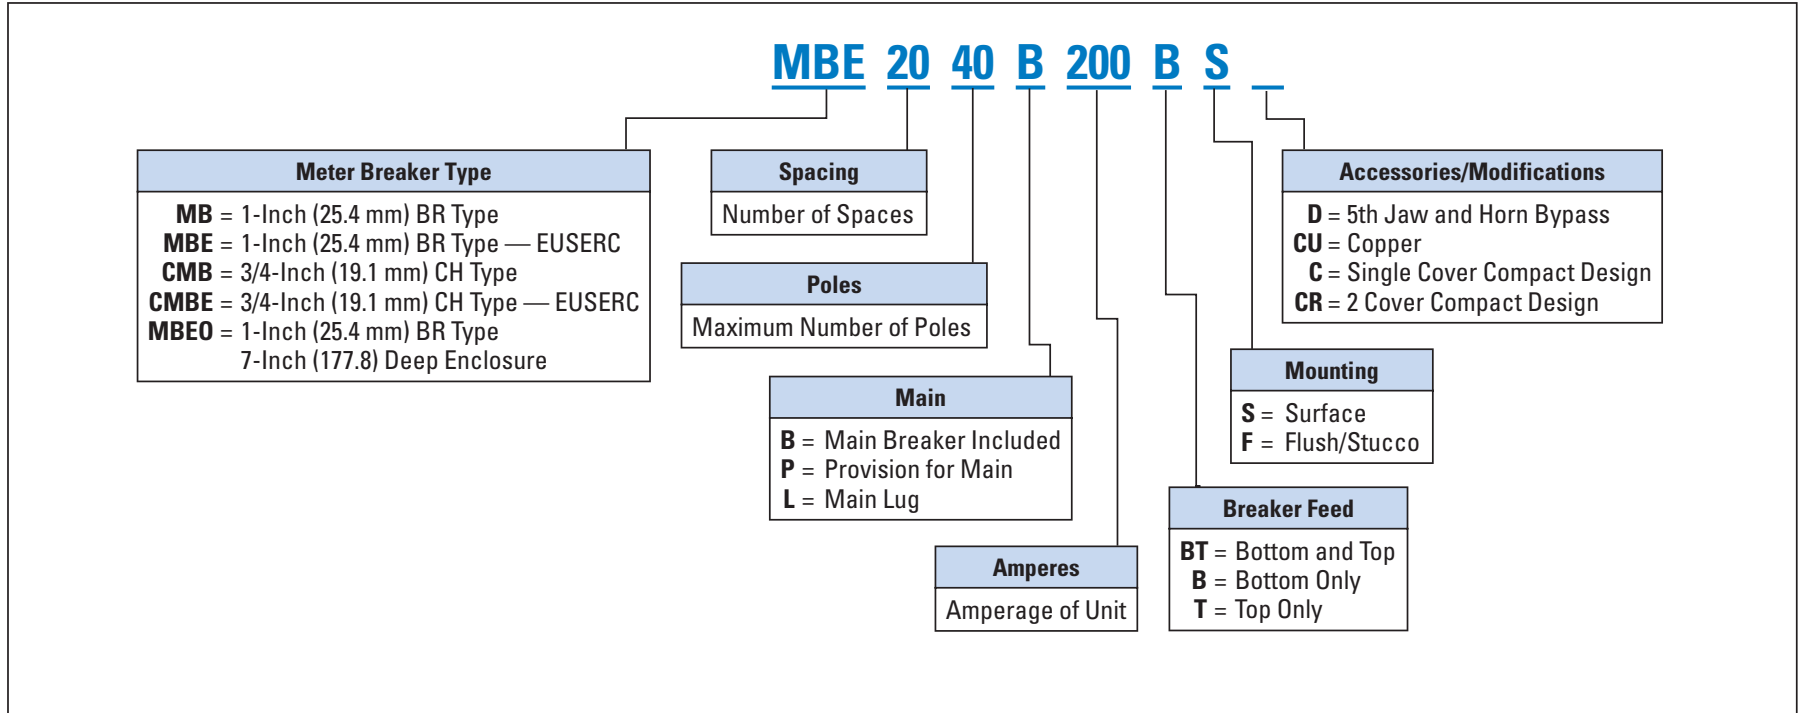 MBE 20 40 B 200 B S
Meter Breaker Type
MB = 1-Inch (25.4 mm) BR Type
MBE = 1-Inch (25.4 mm) BR Type — EUSERC
CMB = 3/4-Inch (19.1 mm) CH Type
CMBE = 3/4-Inch (19.1 mm) CH Type — EUSERC
MBEO = 1-Inch (25.4 mm) BR Type
7-Inch (177.8) Deep Enclosure
Spacing
Number of Spaces
Poles
Maximum Number of Poles
Main
B = Main Breaker Included
P = Provision for Main
L = Main Lug
Amperes
Amperage of Unit
Breaker Feed
BT = Bottom and Top
B = Bottom Only
T = Top Only
Mounting
S = Surface
F = Flush/Stucco
Accessories/Modifications
D = 5th Jaw and Horn Bypass
CU = Copper
C = Single Cover Compact Design
CR = 2 Cover Compact Design